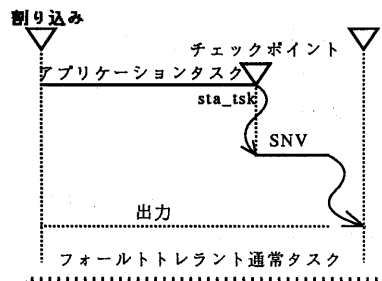 割り込み
チェックポイント
アプリケーションタスク
sta_tsk
SNV
出力
フォールトトレラント通常タスク